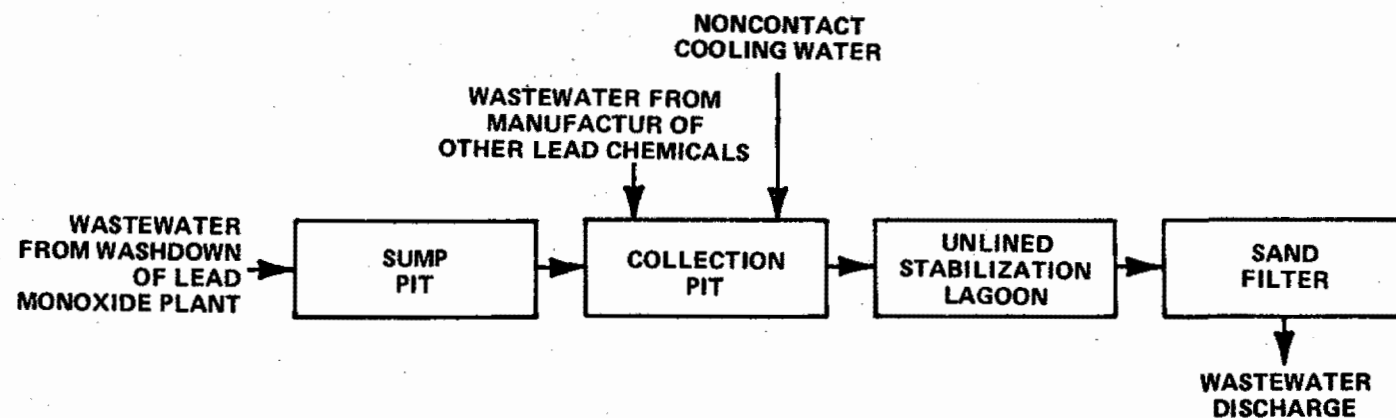 NONCONTACT
COOLING WATER
WASTEWATER FROM
MANUFACTUR OF
OTHER LEAD CHEMICALS
WASTEWATER
FROM WASHDOWN
OF LEAD
MONOXIDE PLANT
SUMP
PIT
COLLECTION
PIT
UNLINED
STABILIZATION
LAGOON
SAND
FILTER
WASTEWATER
DISCHARGE